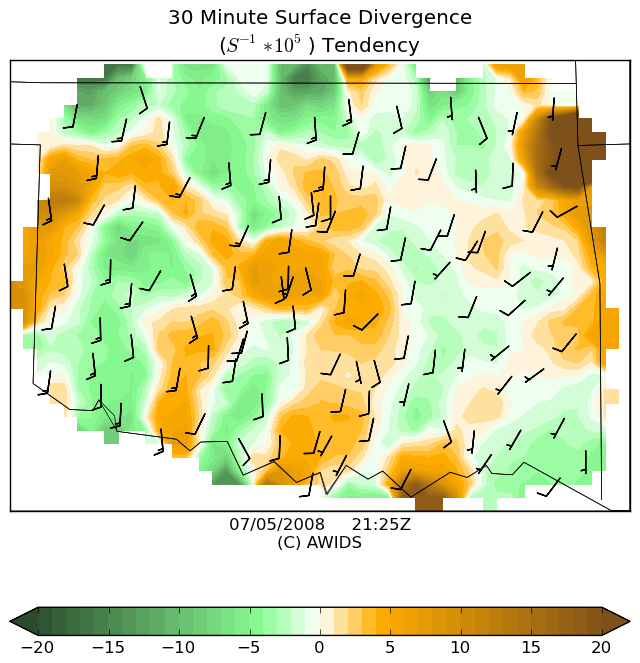 30 Minute Surface Divergence
(S⁻¹ * 10⁵ ) Tendency
07/05/2008 21:25Z
(C) AWIDS
−20 −15 −10 −5 0 5 10 15 20